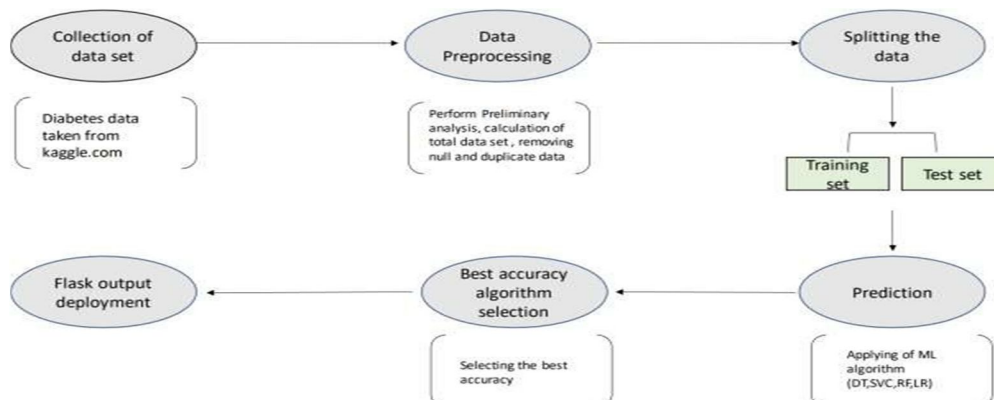 Collection of
data set
Data
Preprocessing
Splitting the
data
Diabetes data
taken from
kaggle.com
Perform Preliminary
analysis, calculation of
total data set , removing
null and duplicate data
Training
set
Test set
Flask output
deployment
Best accuracy
algorithm
selection
Prediction
Selecting the best
accuracy
Applying of ML
algorithm
(DT,SVC,RF,LR)